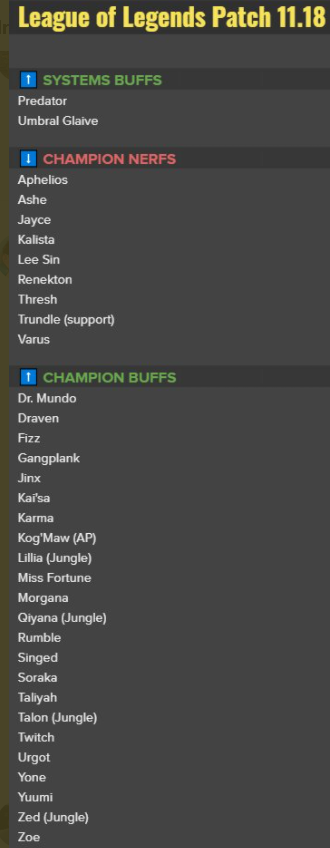 League of Legends Patch 11.18
SYSTEMS BUFFS
Predator
Umbral Glaive
CHAMPION NERFS
Aphelios
Ashe
Jayce
Kalista
Lee Sin
Renekton
Thresh
Trundle (support)
Varus
CHAMPION BUFFS
Dr. Mundo
Draven
Fizz
Gangplank
Jinx
Kai'sa
Karma
Kog'Maw (AP)
Lillia (Jungle)
Miss Fortune
Morgana
Qiyana (Jungle)
Rumble
Singed
Soraka
Taliyah
Talon (Jungle)
Twitch
Urgot
Yone
Yuumi
Zed (Jungle)
Zoe